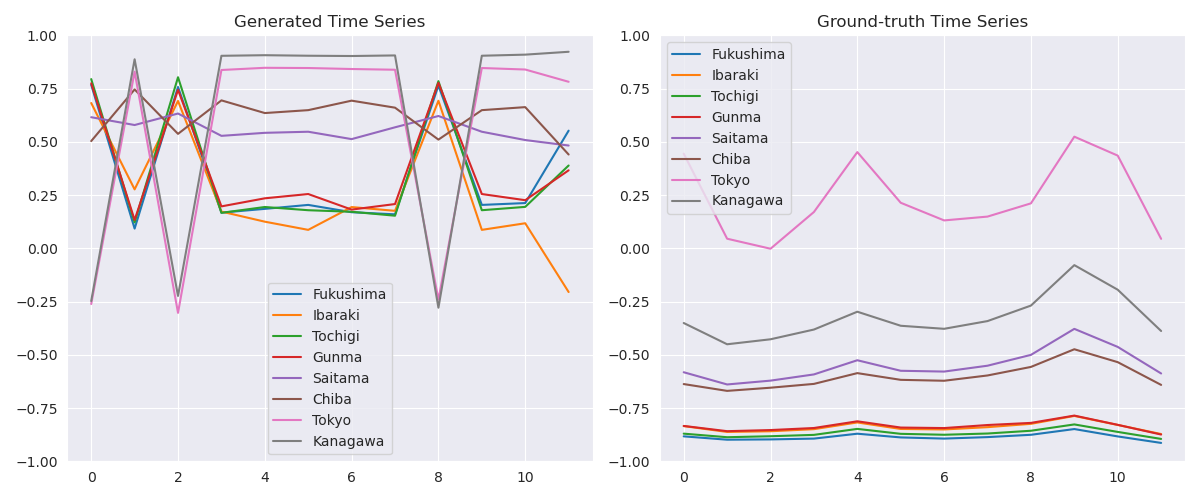 Generated Time Series
1.00
0.75
0.50
0.25
0.00
−0.25
−0.50
−0.75
−1.00
0 2 4 6 8 10
Fukushima
Ibaraki
Tochigi
Gunma
Saitama
Chiba
Tokyo
Kanagawa
Ground-truth Time Series
1.00
0.75
0.50
0.25
0.00
−0.25
−0.50
−0.75
−1.00
0 2 4 6 8 10
Fukushima
Ibaraki
Tochigi
Gunma
Saitama
Chiba
Tokyo
Kanagawa